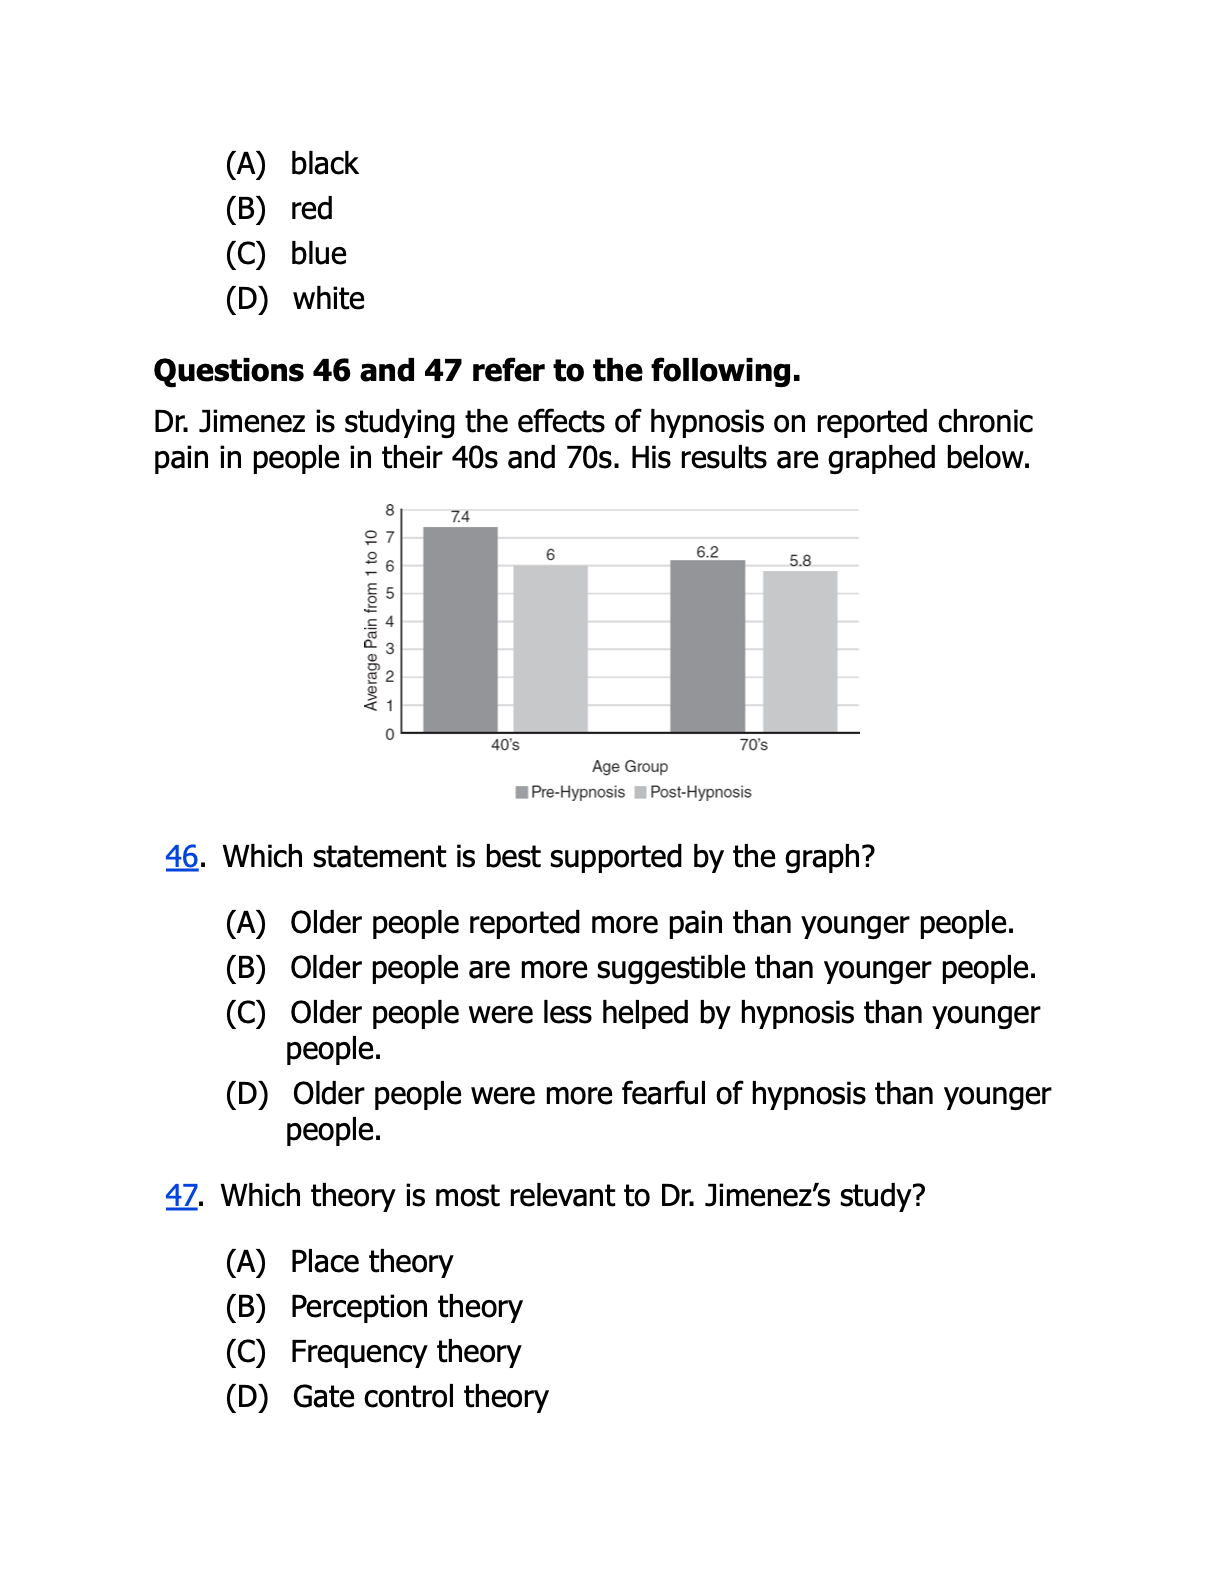 (A) black
(B) red
(C) blue
(D) white
Questions 46 and 47 refer to the following.
Dr. Jimenez is studying the effects of hypnosis on reported chronic
pain in people in their 40s and 70s. His results are graphed below.
Average Pain from 1 to 10
8
7
6
5
4
3
2
1
0
7.4
6
6.2
5.8
40's
70's
Age Group
Pre-Hypnosis Post-Hypnosis
46. Which statement is best supported by the graph?
(A) Older people reported more pain than younger people.
(B) Older people are more suggestible than younger people.
(C) Older people were less helped by hypnosis than younger
people.
(D) Older people were more fearful of hypnosis than younger
people.
47. Which theory is most relevant to Dr. Jimenez’s study?
(A) Place theory
(B) Perception theory
(C) Frequency theory
(D) Gate control theory